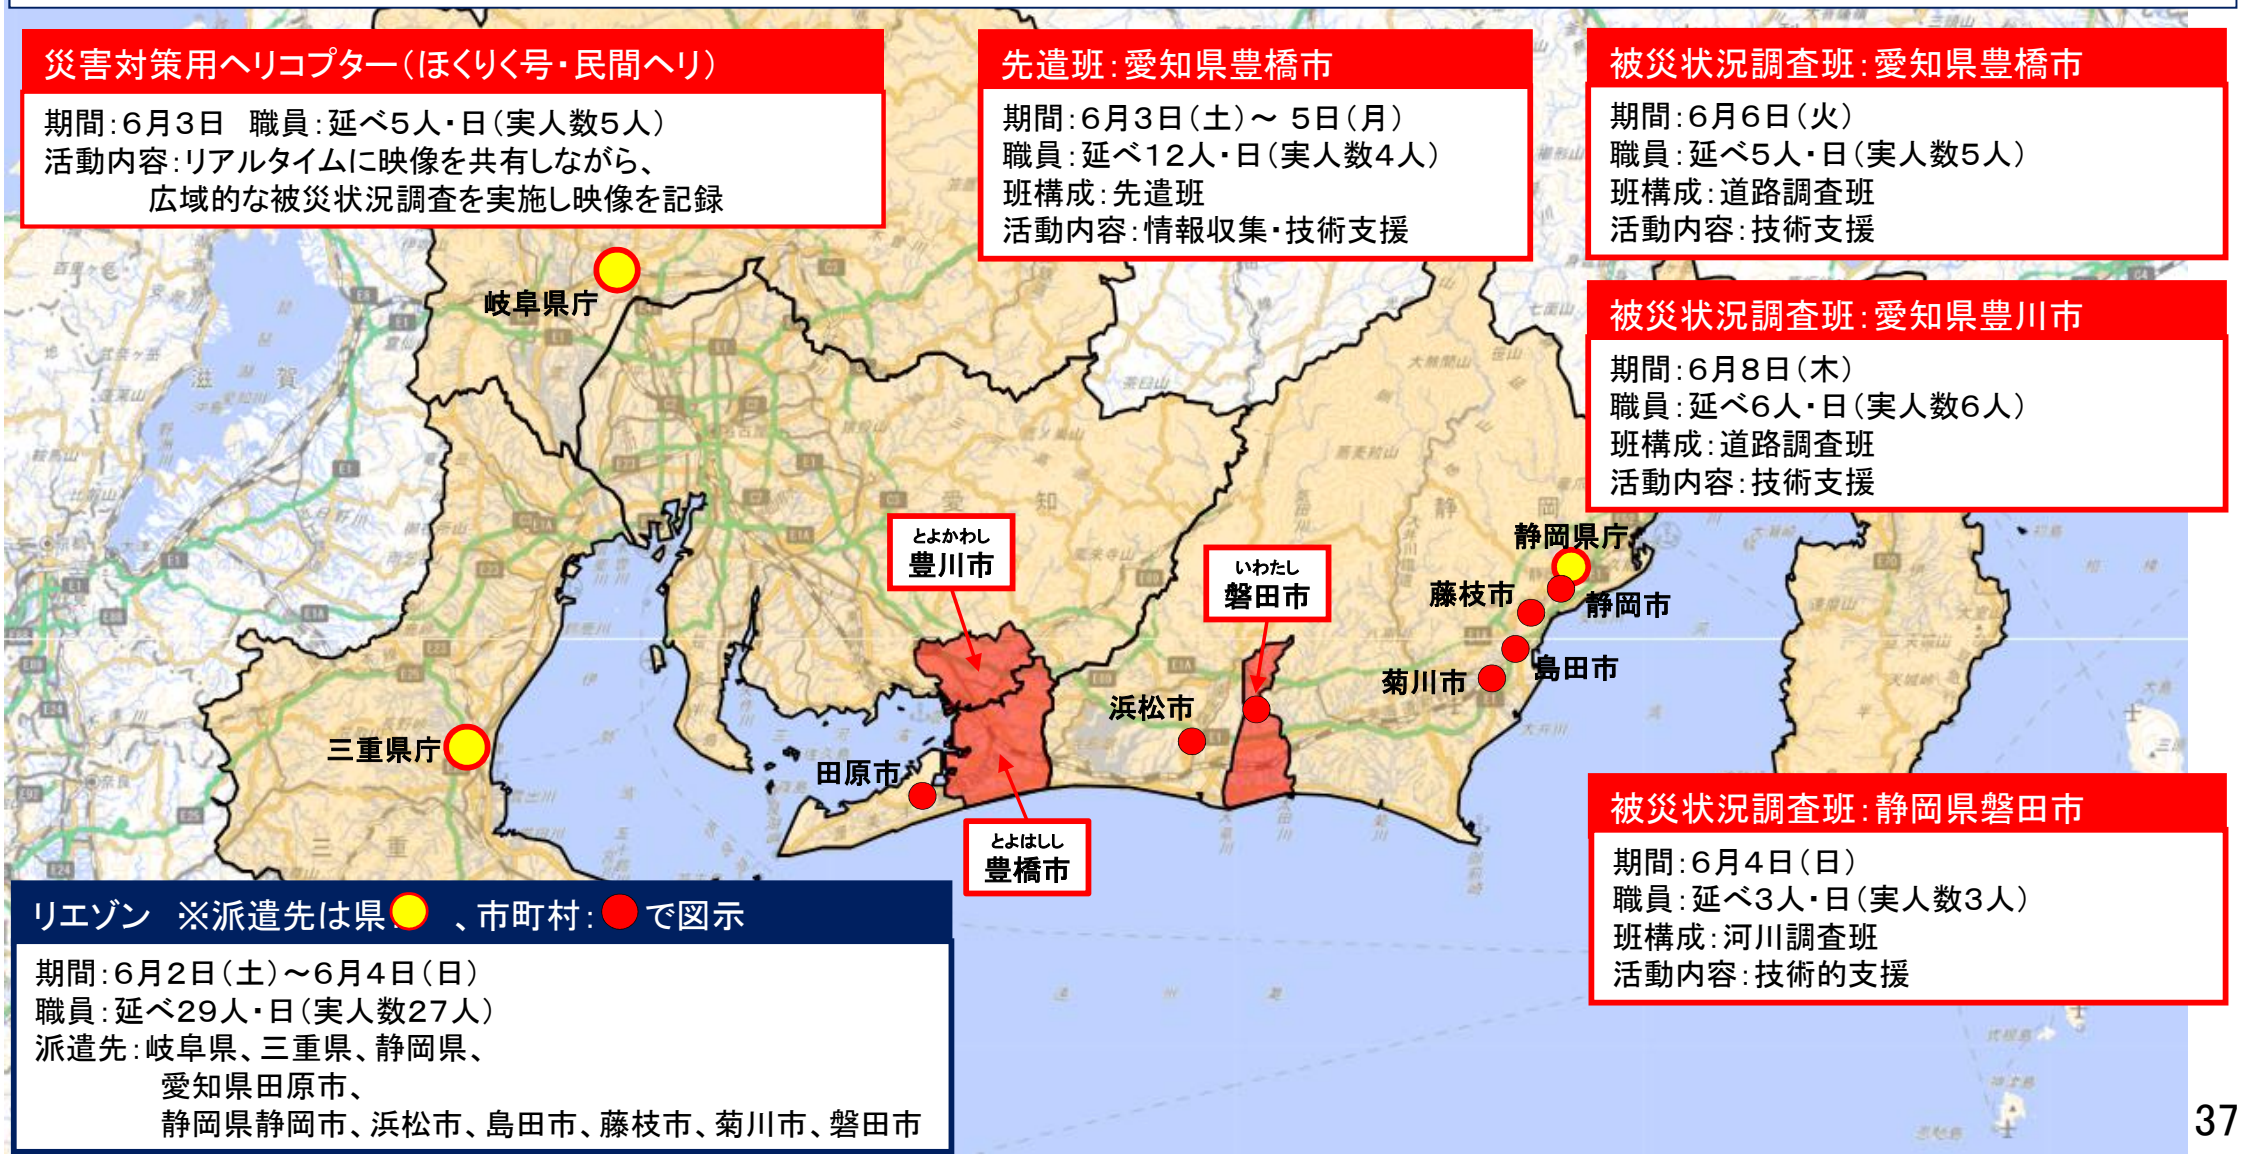 災害対策用ヘリコプター(ほくりく号・民間ヘリ)
期間:6月3日 職員:延べ5人・日(実人数5人)
活動内容:リアルタイムに映像を共有しながら、
広域的な被災状況調査を実施し映像を記録
先遣班:愛知県豊橋市
期間:6月3日(土)~ 5日(月)
職員:延べ12人・日(実人数4人)
班構成:先遣班
活動内容:情報収集・技術支援
被災状況調査班:愛知県豊橋市
期間:6月6日(火)
職員:延べ5人・日(実人数5人)
班構成:道路調査班
活動内容:技術支援
被災状況調査班:愛知県豊川市
期間:6月8日(木)
職員:延べ6人・日(実人数6人)
班構成:道路調査班
活動内容:技術支援
岐阜県庁
三重県庁
とよかわし
豊川市
いわたし
磐田市
静岡県庁
藤枝市
静岡市
島田市
菊川市
浜松市
田原市
とよはしし
豊橋市
滋賀
愛知
静岡
三重
被災状況調査班:静岡県磐田市
期間:6月4日(日)
職員:延べ3人・日(実人数3人)
班構成:河川調査班
活動内容:技術的支援
リエゾン ※派遣先は県 、市町村: で図示
期間:6月2日(土)~6月4日(日)
職員:延べ29人・日(実人数27人)
派遣先:岐阜県、三重県、静岡県、
愛知県田原市、
静岡県静岡市、浜松市、島田市、藤枝市、菊川市、磐田市
37